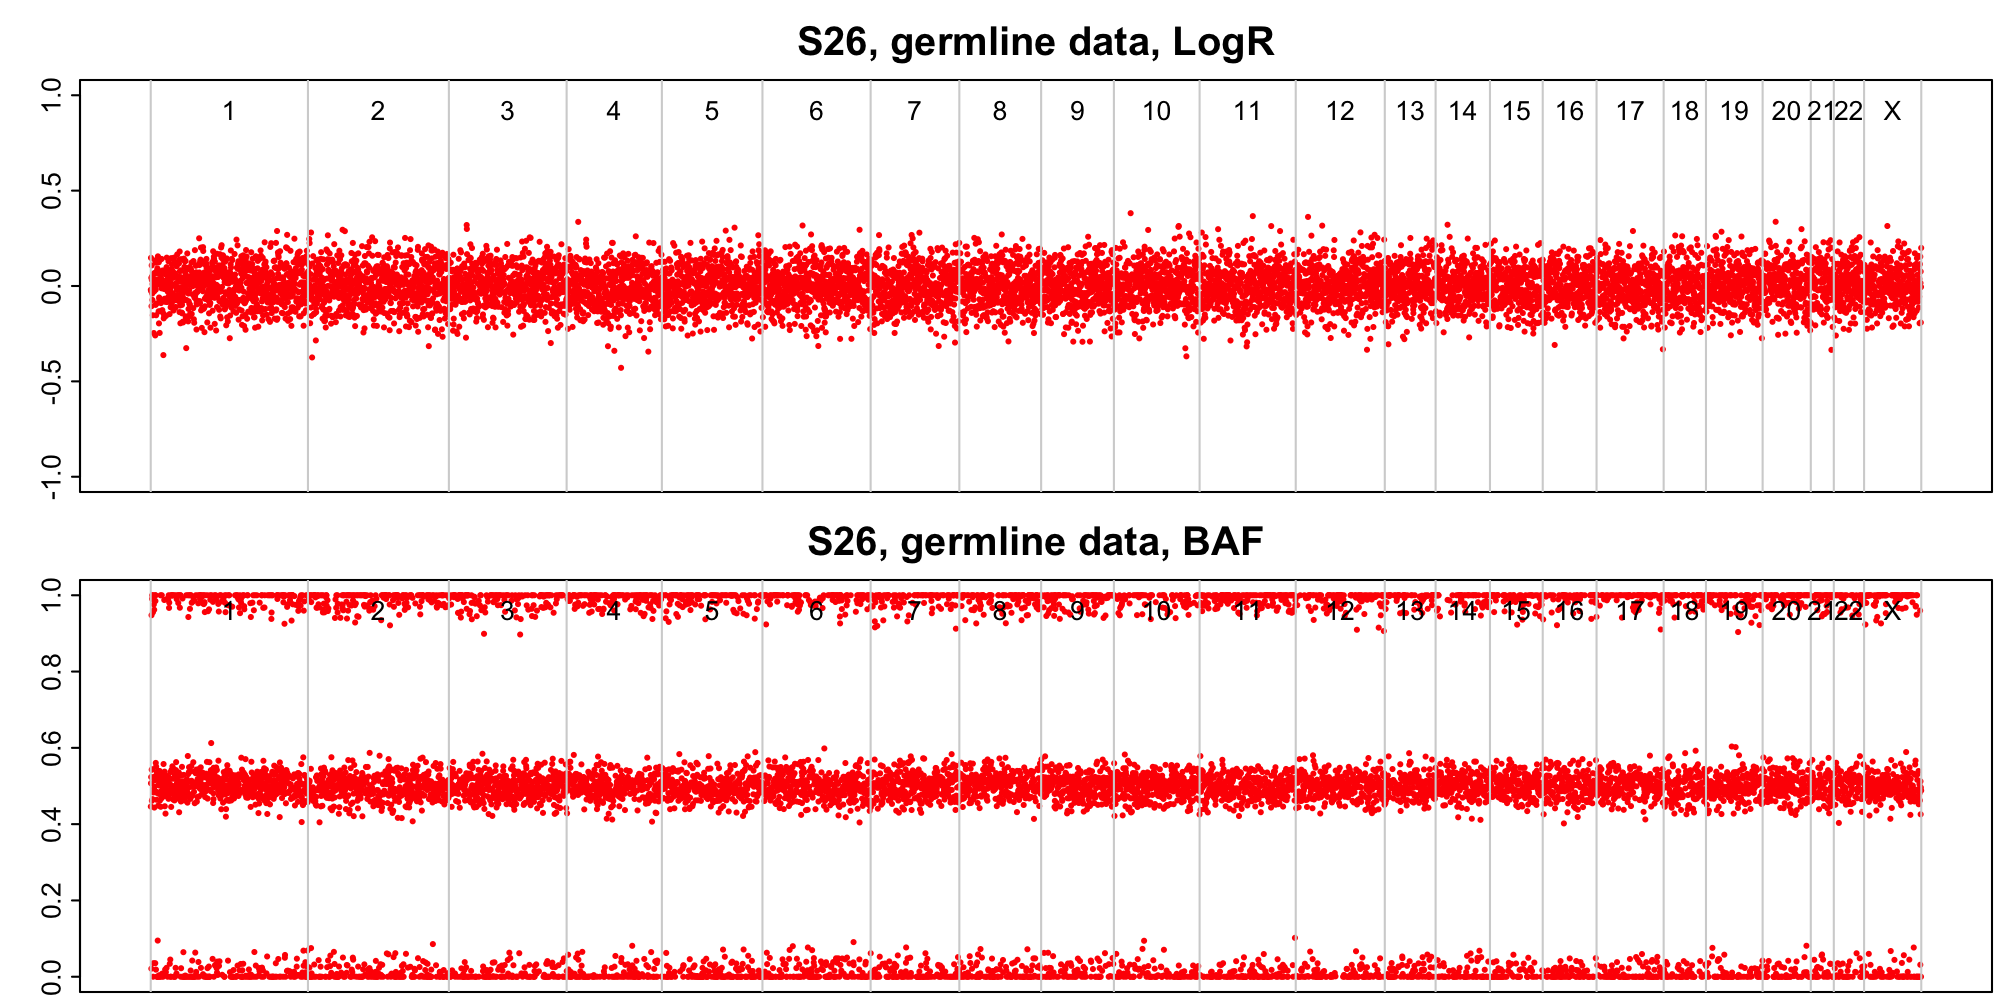 S26, germline data, LogR
1.0
1 2 3 4 5 6 7 8 9 10 11 12 13 14 15 16 17 18 19 20 21 22 X
0.5
0.0
-0.5
-1.0
S26, germline data, BAF
1.0
1 2 3 4 5 6 7 8 9 10 11 12 13 14 15 16 17 18 19 20 21 22 X
0.8
0.6
0.4
0.2
0.0